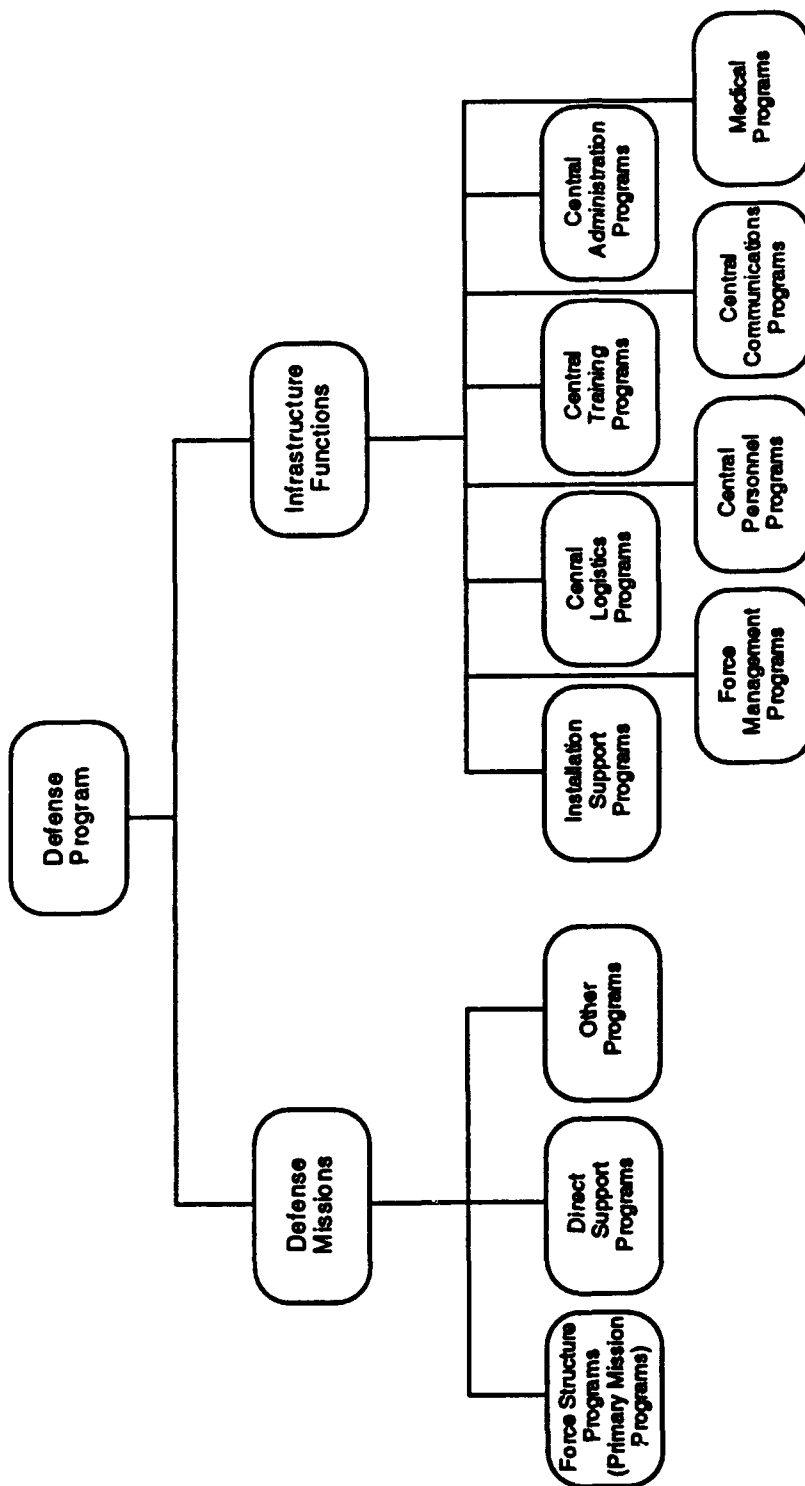 Defense
Program
Defense
Missions
Infrastructure
Functions
Force Structure
Programs
(Primary Mission
Programs)
Direct
Support
Programs
Other
Programs
Installation
Support
Programs
Cenral
Logistics
Programs
Central
Training
Programs
Central
Administration
Programs
Force
Management
Programs
Central
Personnel
Programs
Central
Communications
Programs
Medical
Programs